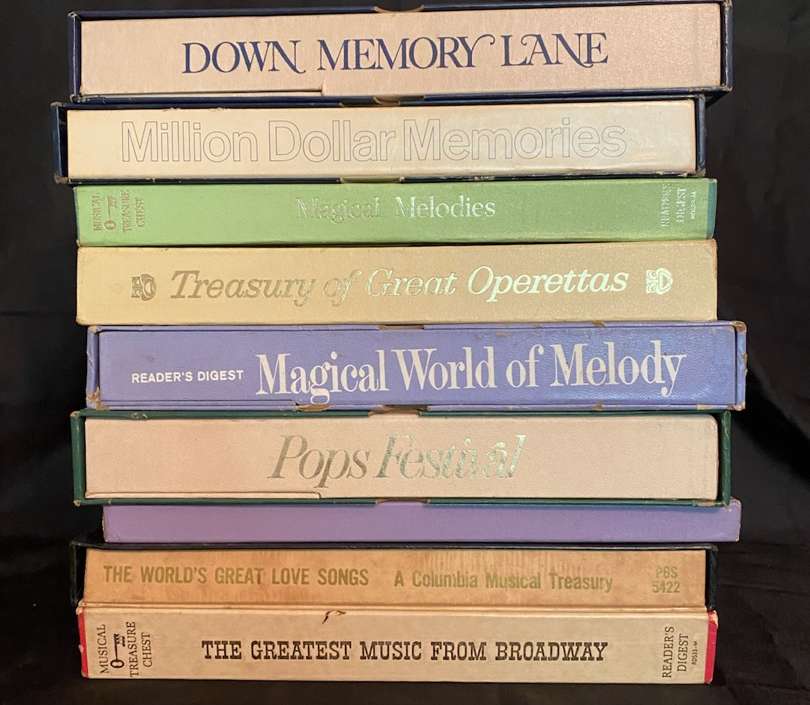 DOWN MEMORY LANE
Million Dollar Memories
MUSICAL
TREASURE
CHEST
Magical Melodies
READER'S
DIGEST
Treasury of Great Operettas
READER'S DIGEST
Magical World of Melody
Pops Festival
THE WORLD'S GREAT LOVE SONGS
A Columbia Musical Treasury
P6S
5422
MUSICAL
TREASURE
CHEST
THE GREATEST MUSIC FROM BROADWAY
READER'S
DIGEST